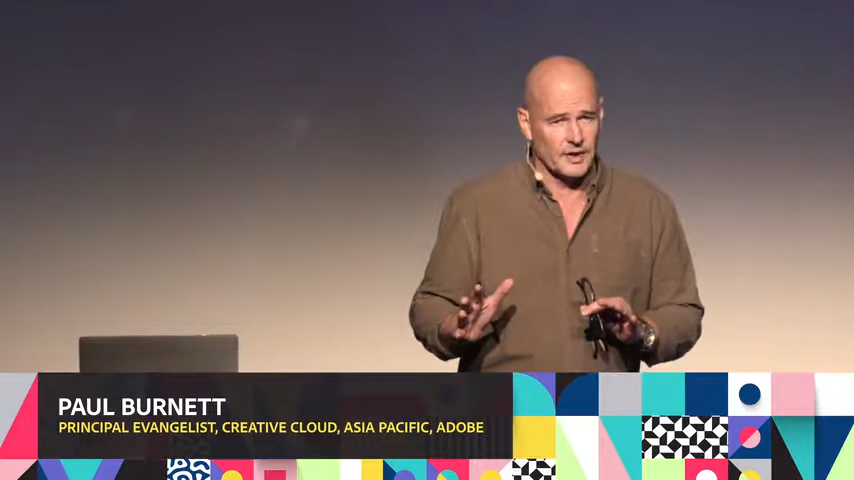 PAUL BURNETT
PRINCIPAL EVANGELIST, CREATIVE CLOUD, ASIA PACIFIC, ADOBE